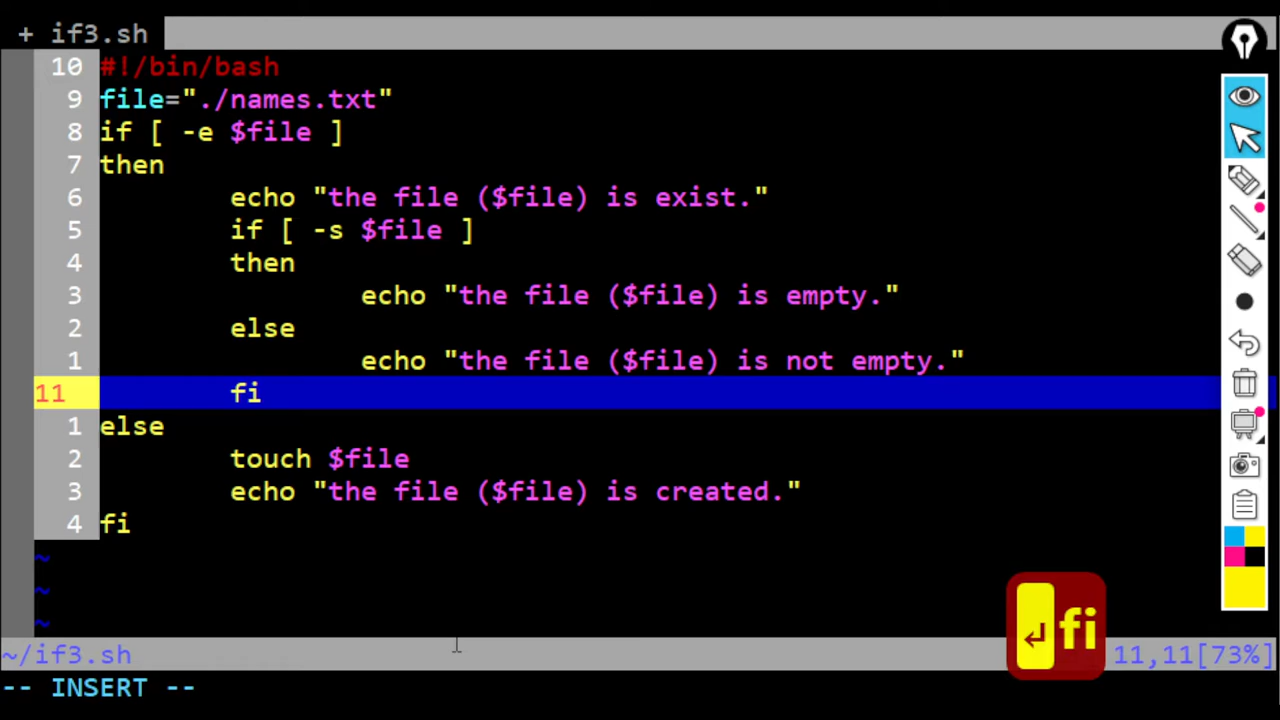 + if3.sh
10 #!/bin/bash
9 file="./names.txt"
8 if [ -e $file ]
7 then
6 echo "the file ($file) is exist."
5 if [ -s $file ]
4 then
3 echo "the file ($file) is empty."
2 else
1 echo "the file ($file) is not empty."
11 fi
1 else
2 touch $file
3 echo "the file ($file) is created."
4 fi
~
~
~
↵ fi
~/if3.sh 11,11[73%]
-- INSERT --